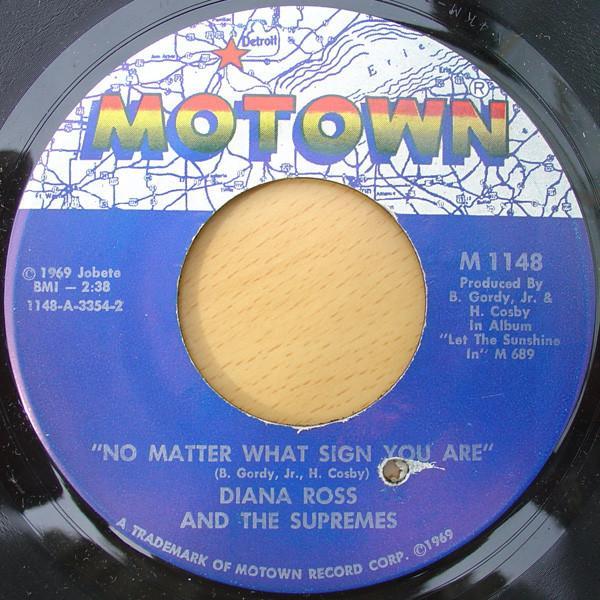 Detroit
Erie
MOTOWN®
© 1969 Jobete
BMI – 2:38
1148-A-3354-2
M 1148
Produced By
B. Gordy, Jr. &
H. Cosby
In Album
"Let The Sunshine
In" M 689
"NO MATTER WHAT SIGN YOU ARE"
(B. Gordy, Jr., H. Cosby)
DIANA ROSS
AND THE SUPREMES
A TRADEMARK OF MOTOWN RECORD CORP. ©1969